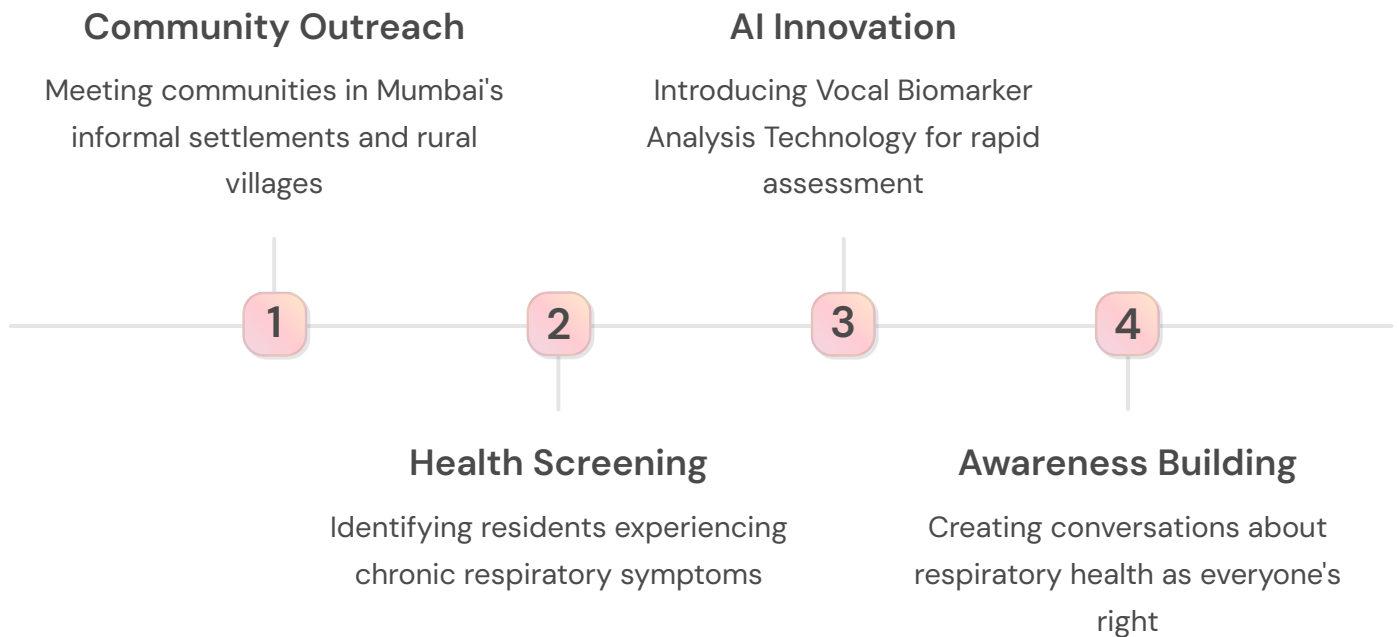 Community Outreach
Meeting communities in Mumbai's
informal settlements and rural
villages
1
2
Health Screening
Identifying residents experiencing
chronic respiratory symptoms
AI Innovation
Introducing Vocal Biomarker
Analysis Technology for rapid
assessment
3
4
Awareness Building
Creating conversations about
respiratory health as everyone's
right